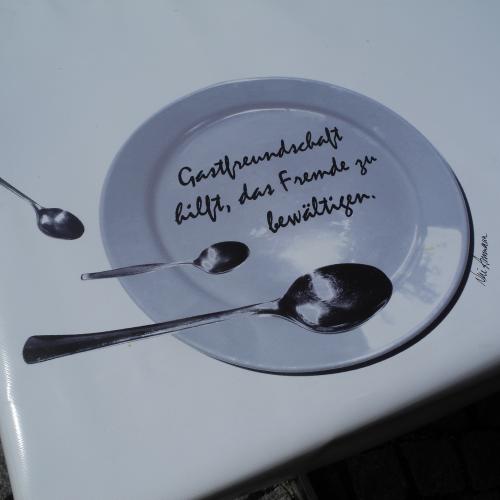 Gastfreundschaft
hilft, das Fremde zu
bewältigen.